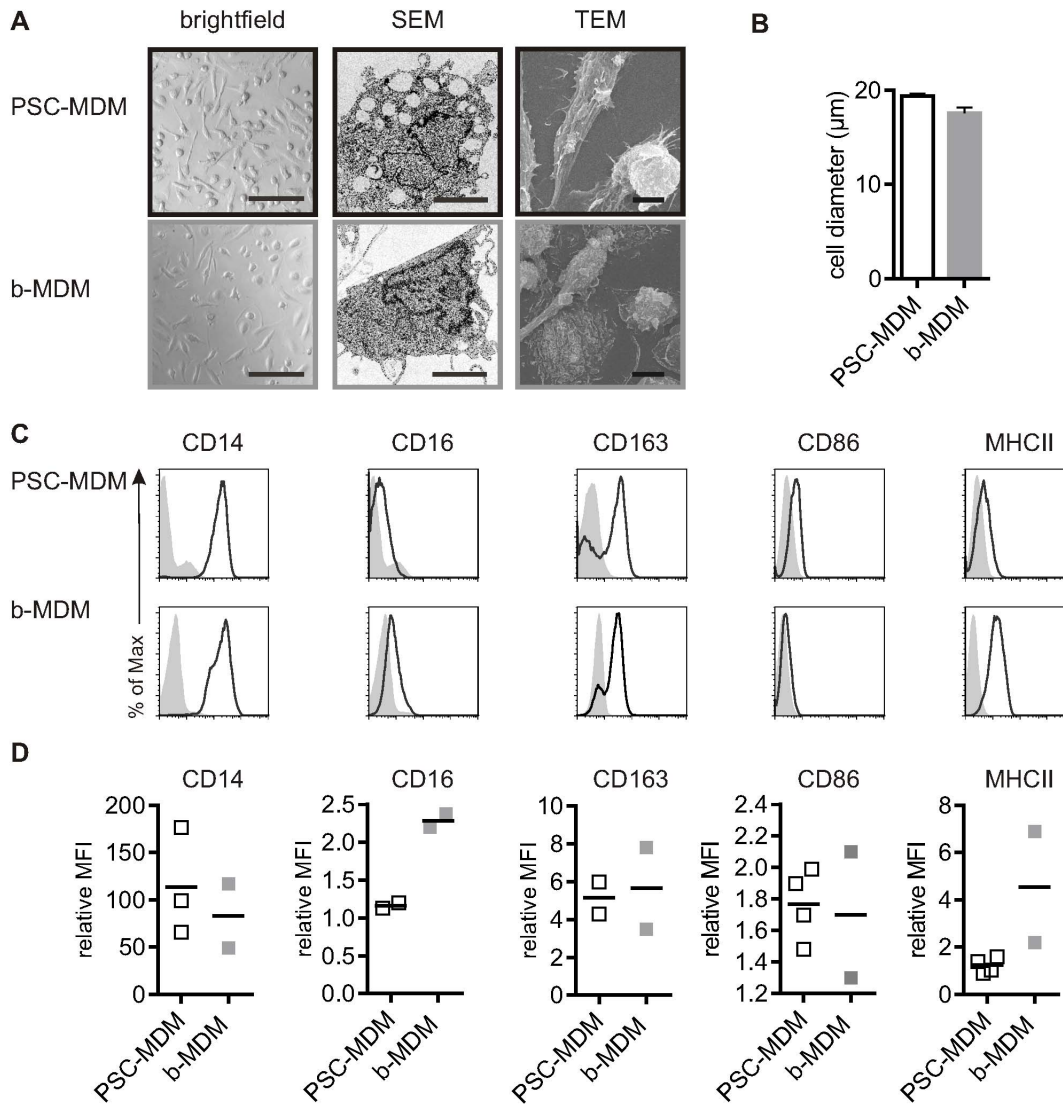 A
brightfield SEM TEM
PSC-MDM
b-MDM
B
cell diameter (µm)
20
10
0
PSC-MDM b-MDM
C
CD14 CD16 CD163 CD86 MHCII
PSC-MDM
b-MDM
% of Max
D
CD14
relative MFI
200
150
100
50
0
PSC-MDM b-MDM
CD16
relative MFI
2.5
2.0
1.5
1.0
0.5
0.0
PSC-MDM b-MDM
CD163
relative MFI
10
8
6
4
2
0
PSC-MDM b-MDM
CD86
relative MFI
2.4
2.2
2.0
1.8
1.6
1.4
1.2
PSC-MDM b-MDM
MHCII
relative MFI
8
6
4
2
0
PSC-MDM b-MDM